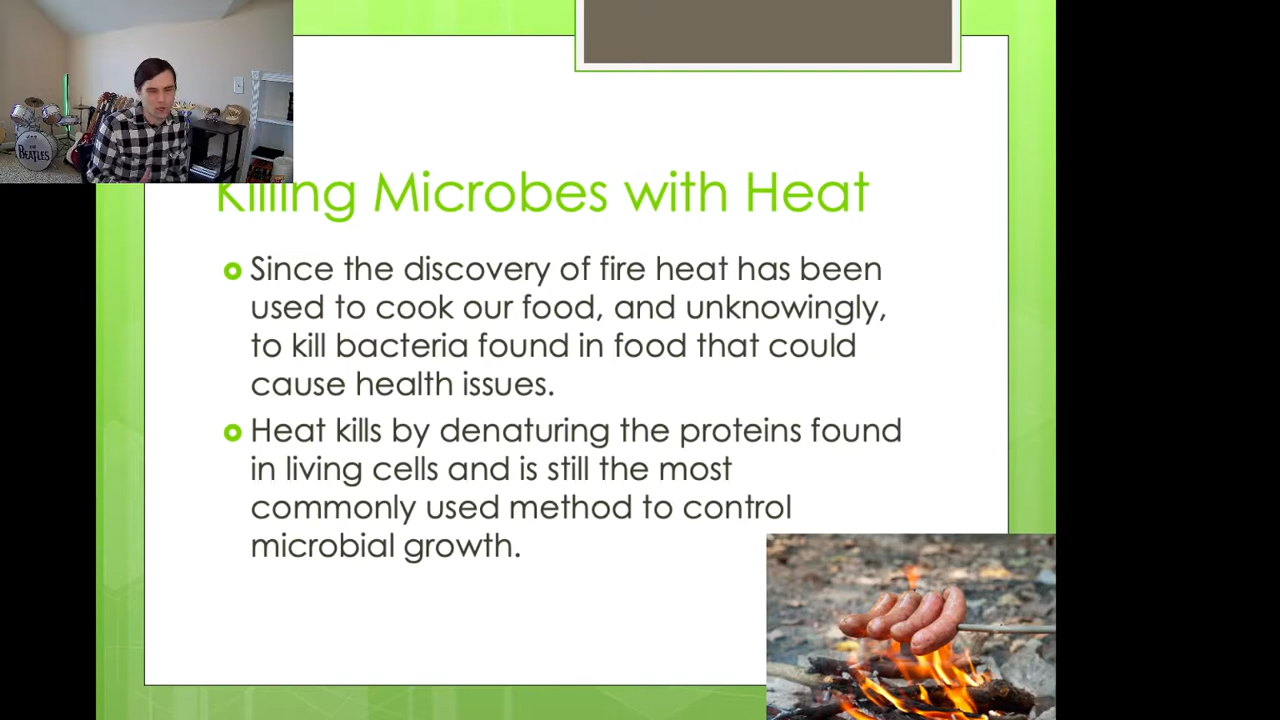 THE
BEATLES
Killing Microbes with Heat
Since the discovery of fire heat has been
used to cook our food, and unknowingly,
to kill bacteria found in food that could
cause health issues.
Heat kills by denaturing the proteins found
in living cells and is still the most
commonly used method to control
microbial growth.